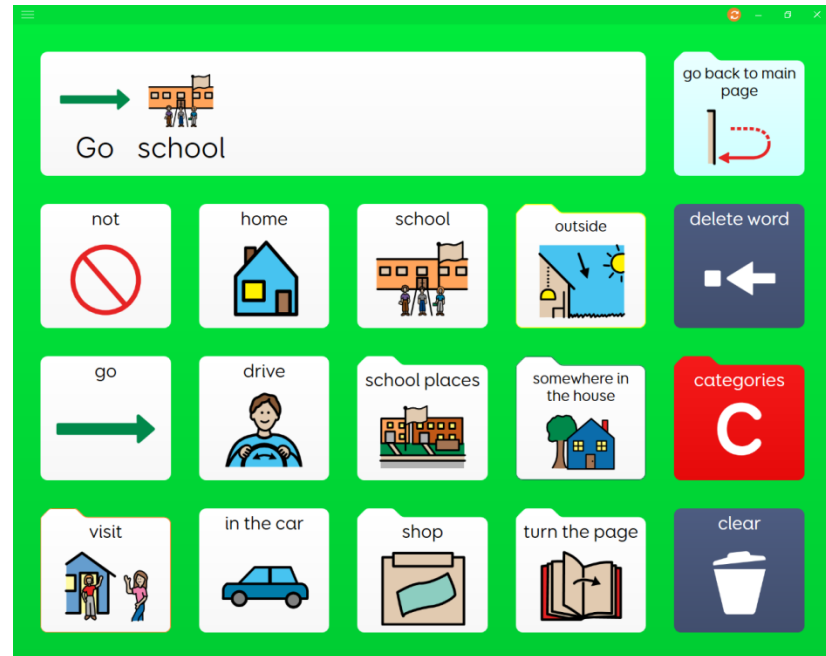 Go school
go back to main
page
not
home
school
outside
delete word
go
drive
school places
somewhere in
the house
categories
C
visit
in the car
shop
turn the page
clear